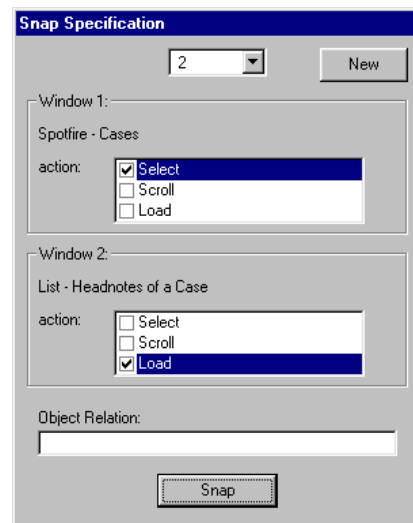 Snap Specification
2
New
Window 1:
Spotfire - Cases
action:
Select
Scroll
Load
Window 2:
List - Headnotes of a Case
action:
Select
Scroll
Load
Object Relation:
Snap